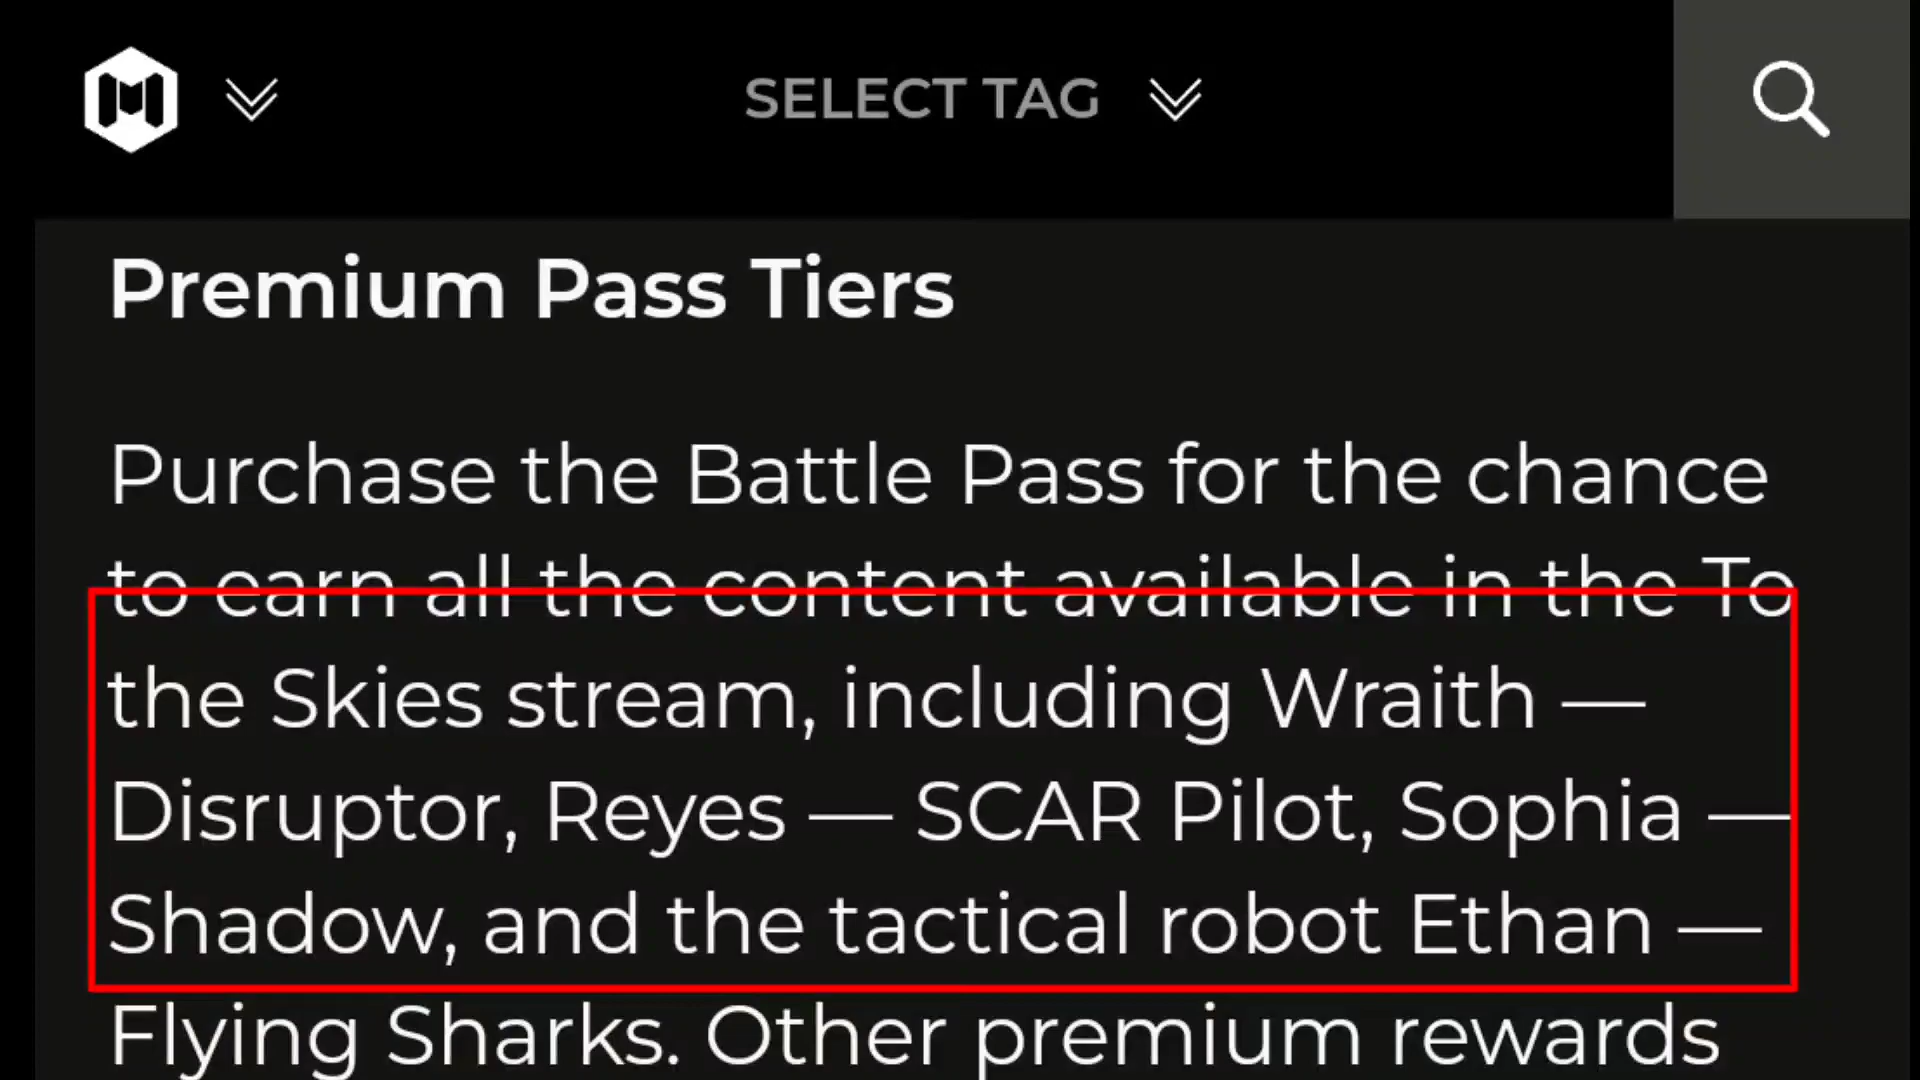 SELECT TAG
Premium Pass Tiers
Purchase the Battle Pass for the chance
to earn all the content available in the To
the Skies stream, including Wraith —
Disruptor, Reyes — SCAR Pilot, Sophia —
Shadow, and the tactical robot Ethan —
Flying Sharks. Other premium rewards